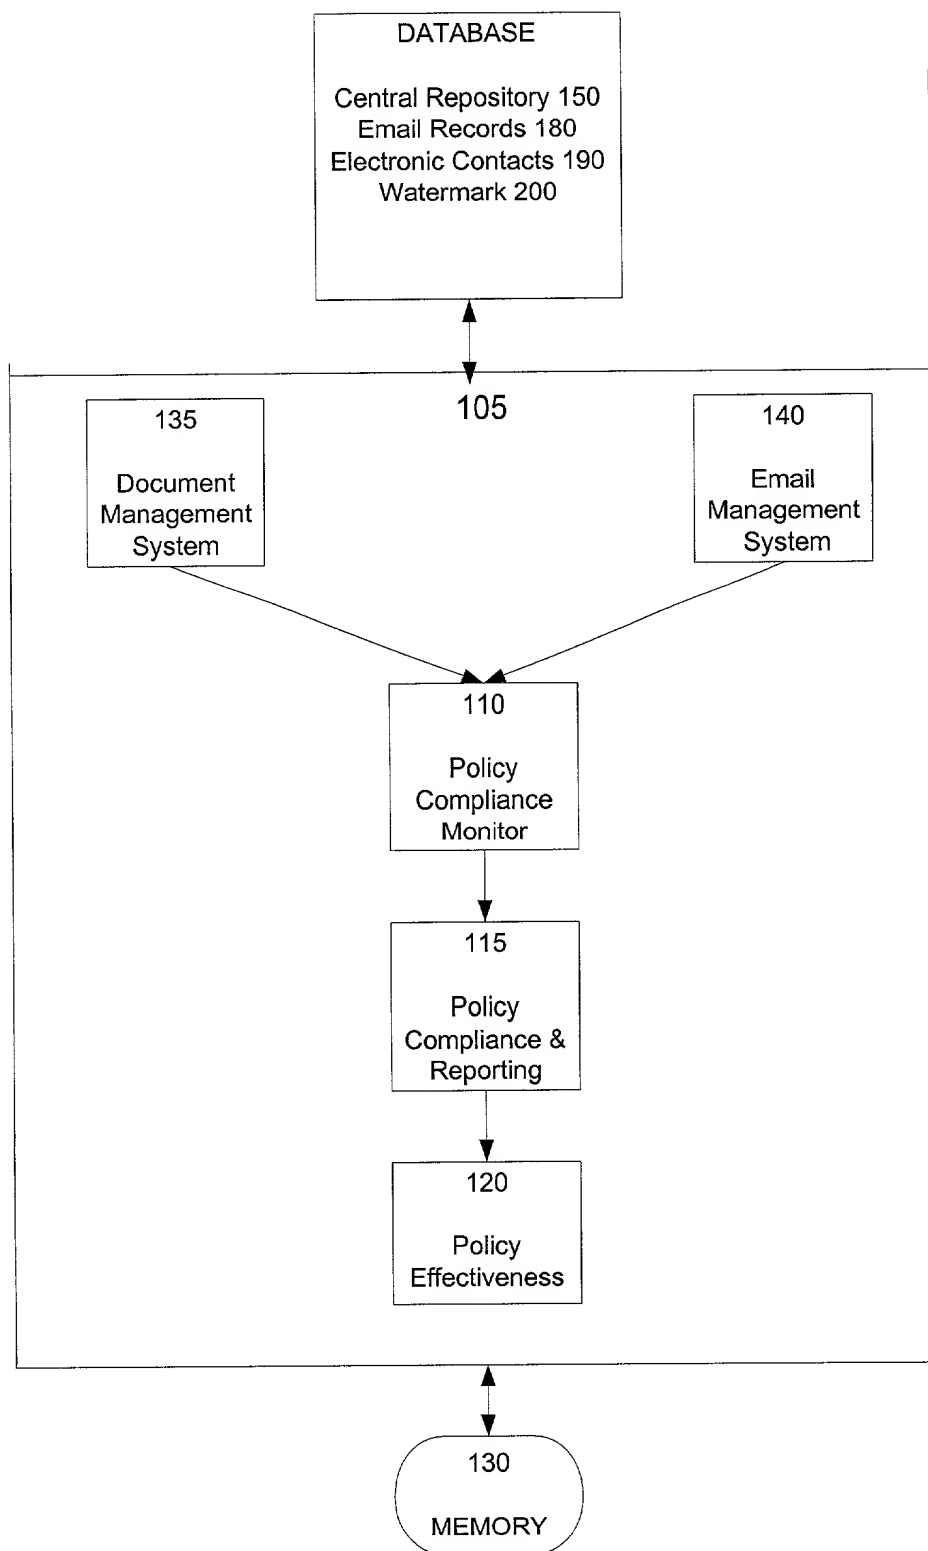 DATABASE
Central Repository 150
Email Records 180
Electronic Contacts 190
Watermark 200
105
135
Document
Management
System
140
Email
Management
System
110
Policy
Compliance
Monitor
115
Policy
Compliance &
Reporting
120
Policy
Effectiveness
130
MEMORY